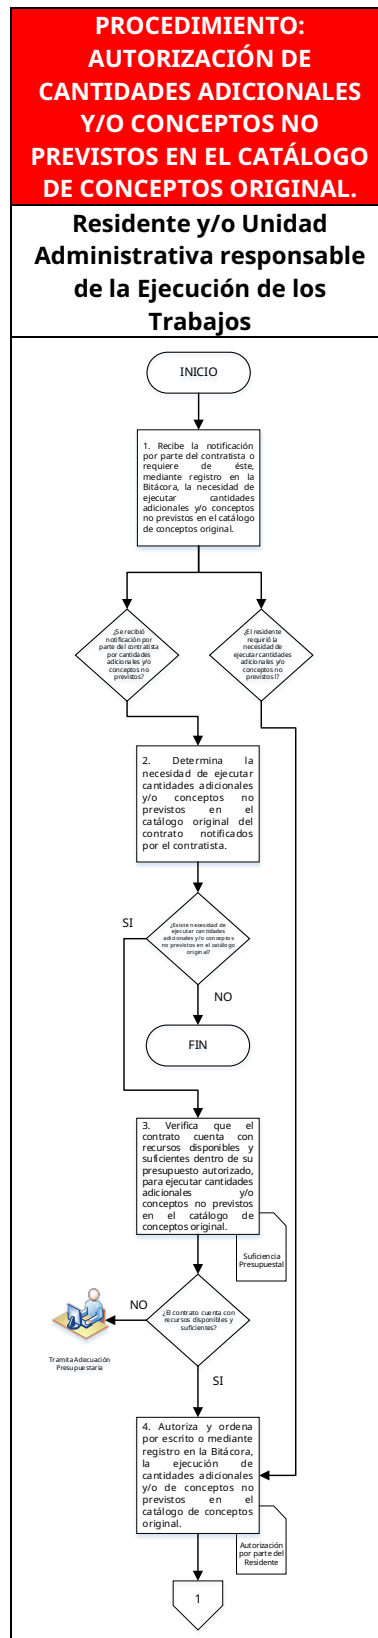 PROCEDIMIENTO:
AUTORIZACIÓN DE
CANTIDADES ADICIONALES
Y/O CONCEPTOS NO
PREVISTOS EN EL CATÁLOGO
DE CONCEPTOS ORIGINAL.
Residente y/o Unidad
Administrativa responsable
de la Ejecución de los
Trabajos
INICIO
1. Recibe la notificación
por parte del contratista o
requiere de éste,
mediante registro en la
Bitácora, la necesidad de
ejecutar cantidades
adicionales y/o conceptos
no previstos en el catálogo
de conceptos original.
¿Se recibió
notificación por
parte del contratista
por cantidades
adicionales y/o
conceptos no
previstos?
¿El residente
requirió la
necesidad de
ejecutar cantidades
adicionales y/o
conceptos no
previstos l?
2. Determina la
necesidad de ejecutar
cantidades adicionales
y/o conceptos no
previstos en el
catálogo original del
contrato notificados
por el contratista.
¿Existe necesidad de
ejecutar cantidades
adicionales y/o conceptos
no previstos en el catálogo
original?
SI
NO
FIN
3. Verifica que el
contrato cuenta con
recursos disponibles y
suficientes dentro de su
presupuesto autorizado,
para ejecutar cantidades
adicionales y/o
conceptos no previstos
en el catálogo de
conceptos original.
Suficiencia
Presupuestal
¿El contrato cuenta con
recursos disponibles y
suficientes?
NO
Tramita Adecuación
Presupuestaria
SI
4. Autoriza y ordena
por escrito o mediante
registro en la Bitácora,
la ejecución de
cantidades adicionales
y/o de conceptos no
previstos en el
catálogo de conceptos
original.
Autorización
por parte del
Residente
1